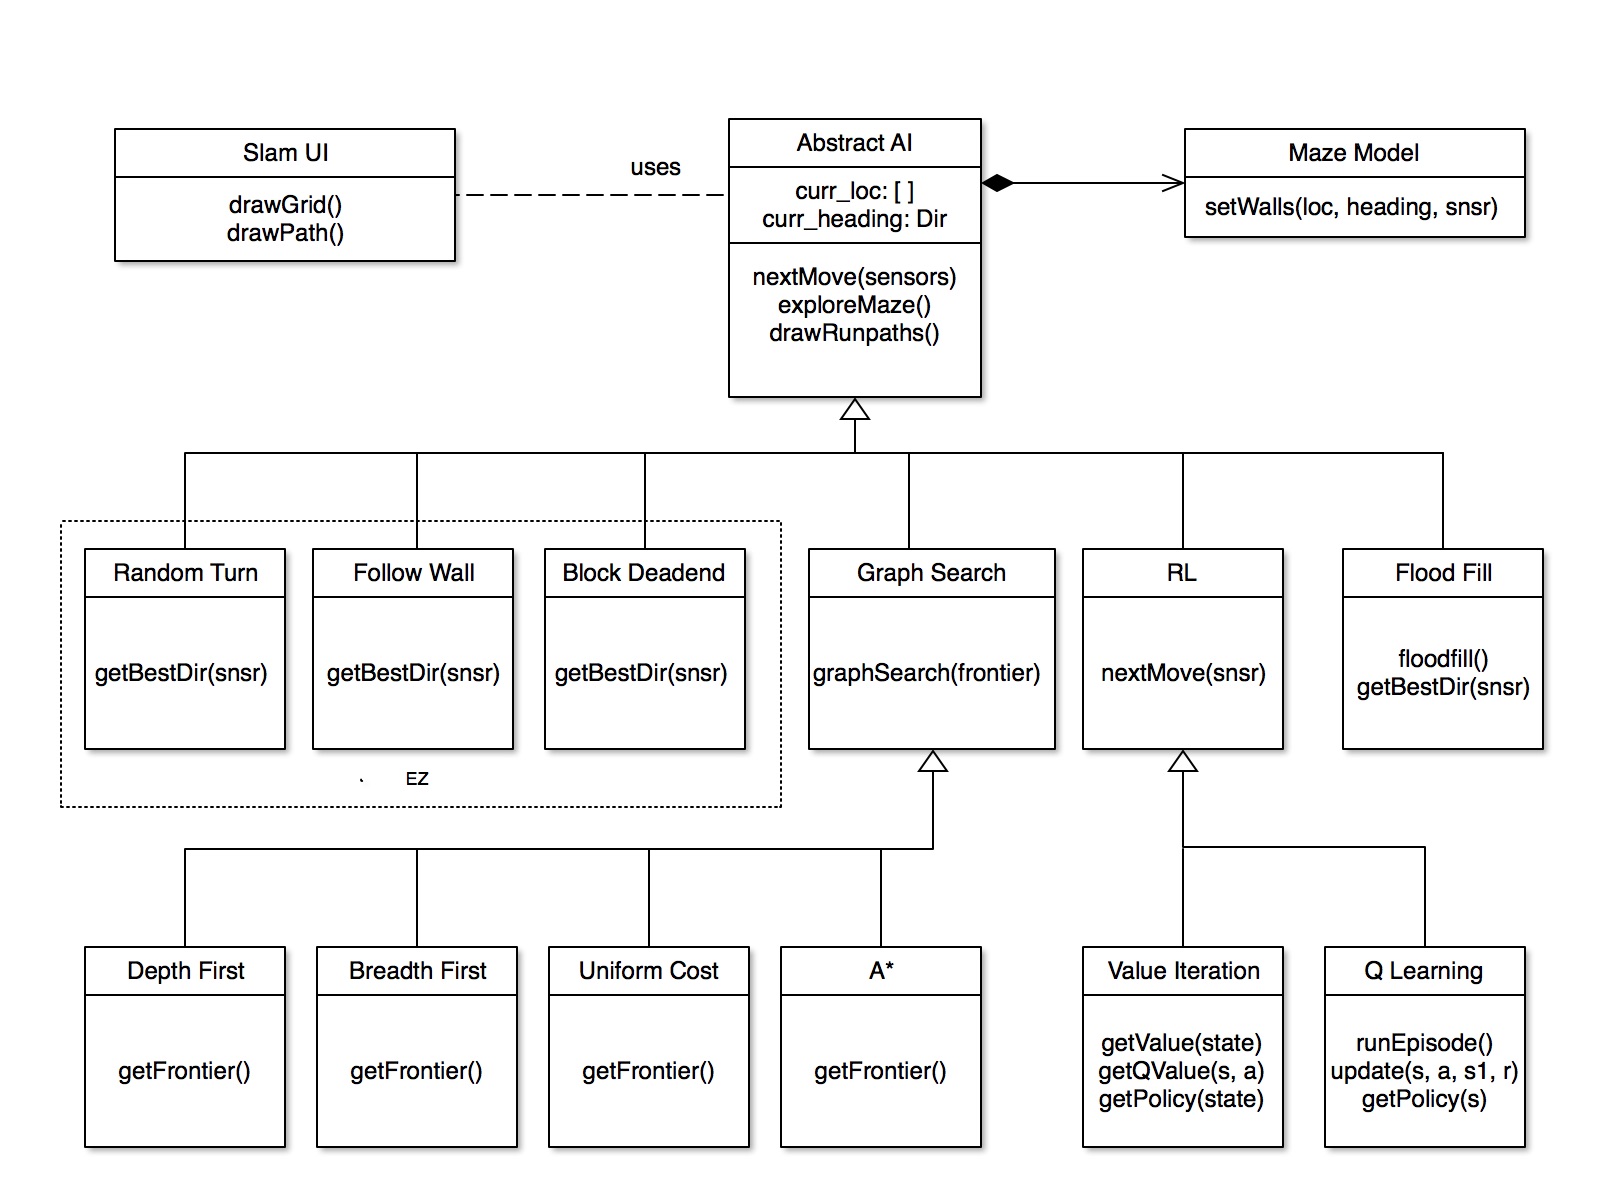 Slam UI
drawGrid()
drawPath()
uses
Abstract AI
curr_loc: [ ]
curr_heading: Dir
nextMove(sensors)
exploreMaze()
drawRunpaths()
Maze Model
setWalls(loc, heading, snsr)
Random Turn
getBestDir(snsr)
Follow Wall
getBestDir(snsr)
Block Deadend
getBestDir(snsr)
EZ
Graph Search
graphSearch(frontier)
RL
nextMove(snsr)
Flood Fill
floodfill()
getBestDir(snsr)
Depth First
getFrontier()
Breadth First
getFrontier()
Uniform Cost
getFrontier()
A*
getFrontier()
Value Iteration
getValue(state)
getQValue(s, a)
getPolicy(state)
Q Learning
runEpisode()
update(s, a, s1, r)
getPolicy(s)